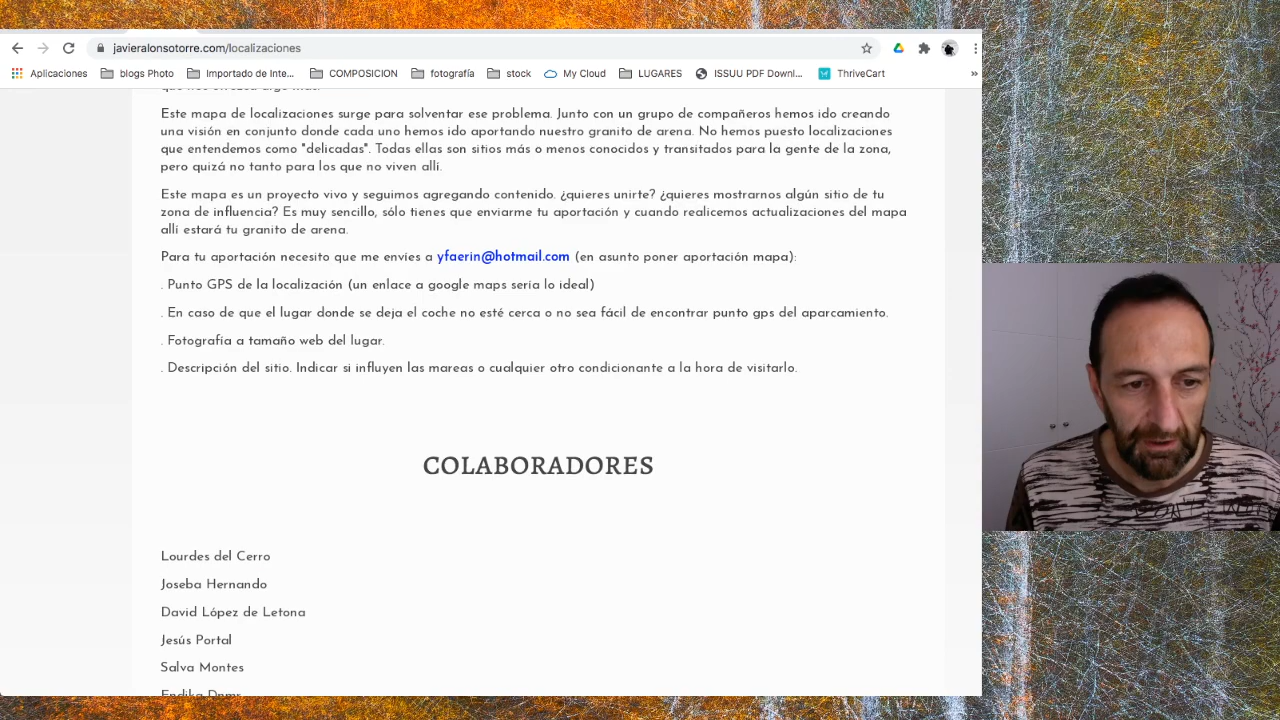 javieralonsotorre.com/localizaciones
Aplicaciones blogs Photo Importado de Inte... COMPOSICION fotografía stock My Cloud LUGARES ISSUU PDF Downl... ThriveCart »
Este mapa de localizaciones surge para solventar ese problema. Junto con un grupo de compañeros hemos ido creando
una visión en conjunto donde cada uno hemos ido aportando nuestro granito de arena. No hemos puesto localizaciones
que entendemos como "delicadas". Todas ellas son sitios más o menos conocidos y transitados para la gente de la zona,
pero quizá no tanto para los que no viven allí.
Este mapa es un proyecto vivo y seguimos agregando contenido. ¿quieres unirte? ¿quieres mostrarnos algún sitio de tu
zona de influencia? Es muy sencillo, sólo tienes que enviarme tu aportación y cuando realicemos actualizaciones del mapa
allí estará tu granito de arena.
Para tu aportación necesito que me envíes a yfaerin@hotmail.com (en asunto poner aportación mapa):
. Punto GPS de la localización (un enlace a google maps sería lo ideal)
. En caso de que el lugar donde se deja el coche no esté cerca o no sea fácil de encontrar punto gps del aparcamiento.
. Fotografía a tamaño web del lugar.
. Descripción del sitio. Indicar si influyen las mareas o cualquier otro condicionante a la hora de visitarlo.
COLABORADORES
Lourdes del Cerro
Joseba Hernando
David López de Letona
Jesús Portal
Salva Montes